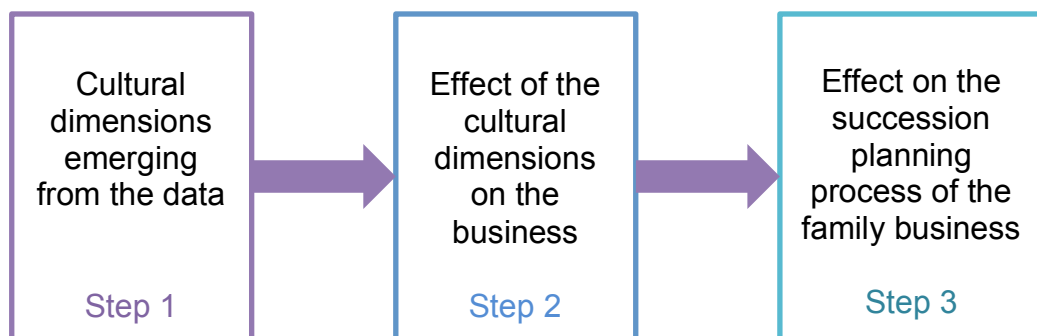 Cultural
dimensions
emerging
from the data
Step 1
Effect of the
cultural
dimensions
on the
business
Step 2
Effect on the
succession
planning
process of the
family business
Step 3